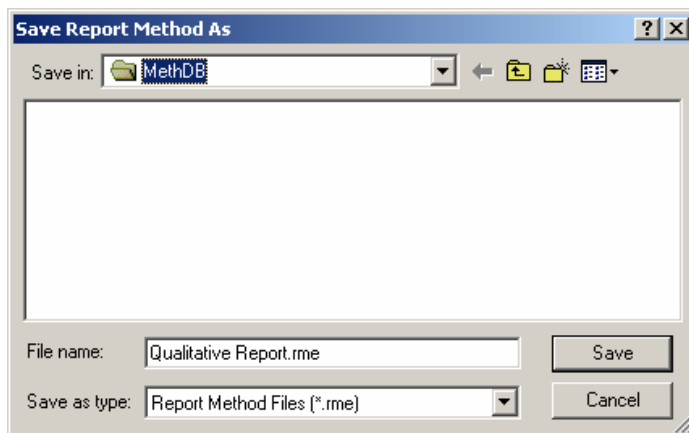 Save Report Method As
Save in: MethDB
File name: Qualitative Report.rme Save
Save as type: Report Method Files (*.rme) Cancel